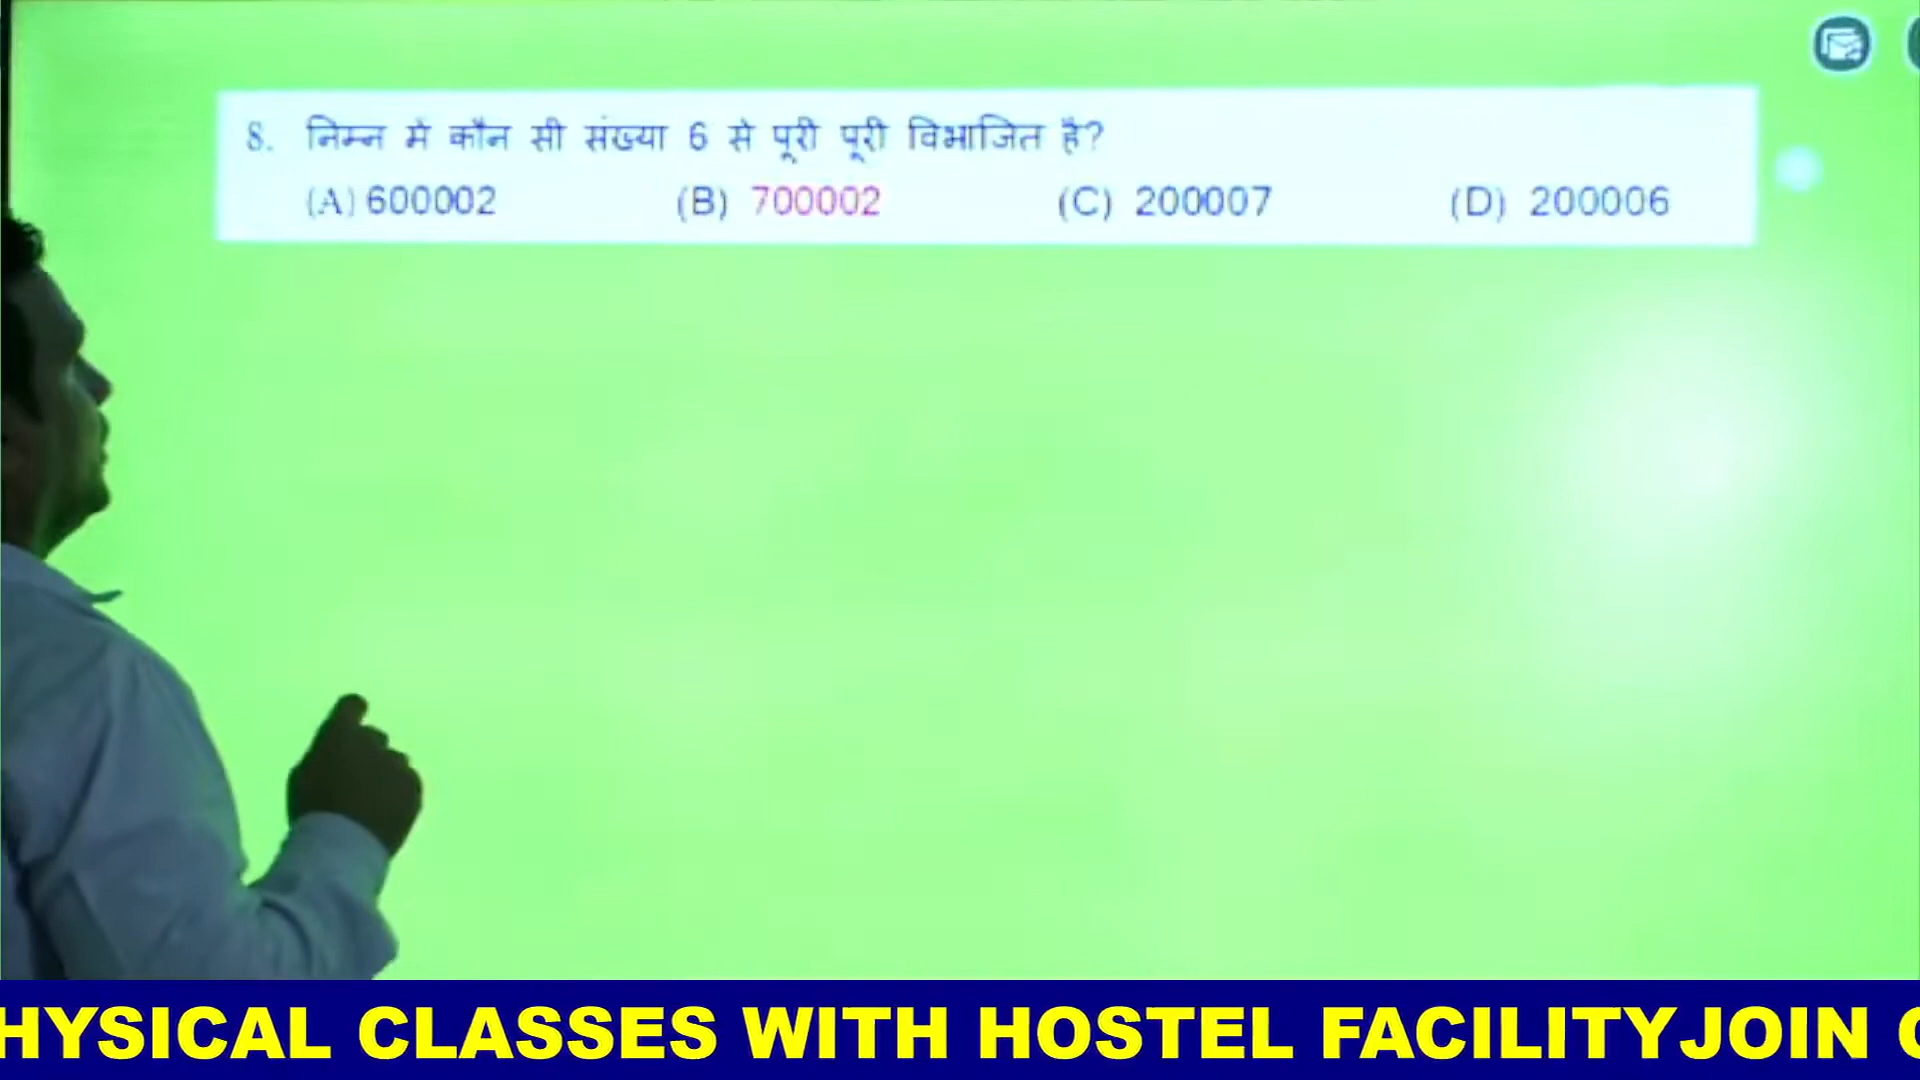 8. निम्न मे कौन सी संख्या 6 से पूरी पूरी विभाजित है?
(A) 600002 (B) 700002 (C) 200007 (D) 200006
HYSICAL CLASSES WITH HOSTEL FACILITYJOIN